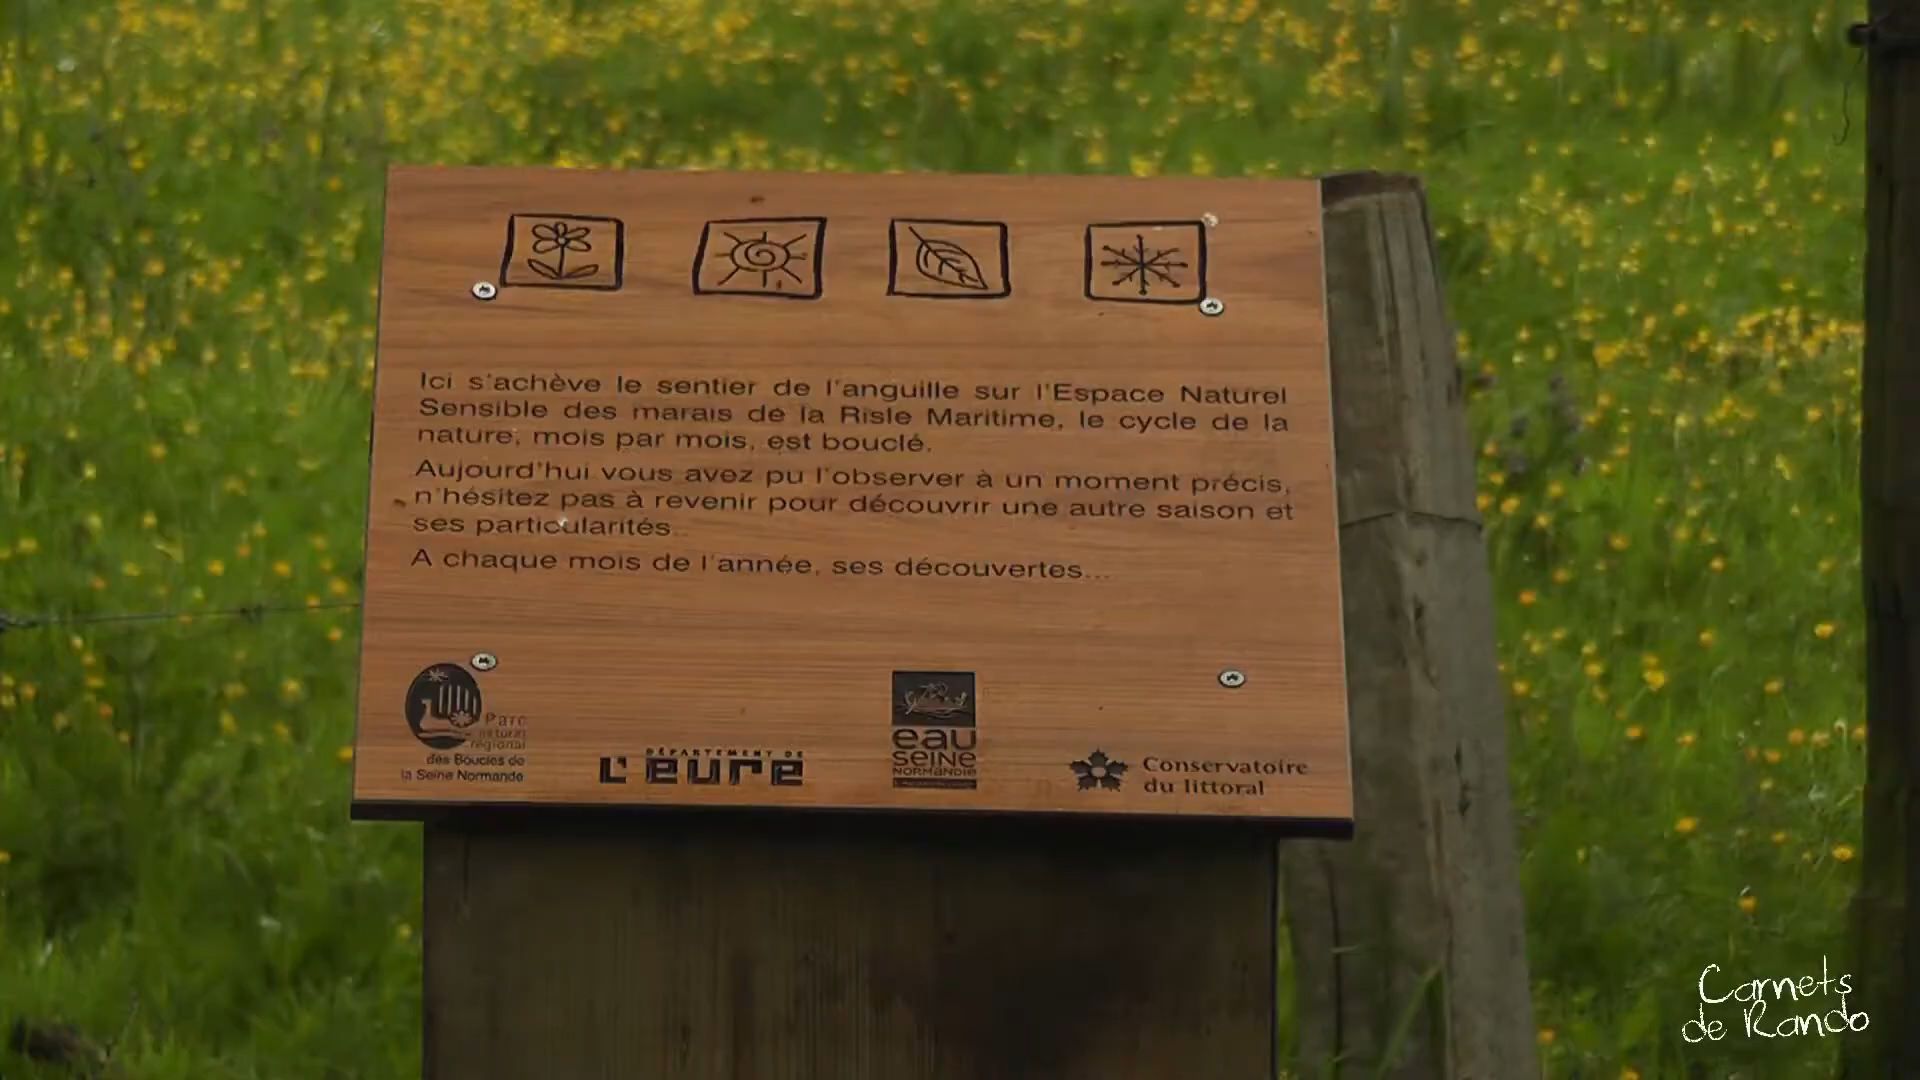 Ici s'achève le sentier de l'anguille sur l'Espace Naturel
Sensible des marais de la Risle Maritime, le cycle de la
nature, mois par mois, est bouclé.
Aujourd'hui vous avez pu l'observer à un moment précis,
n'hésitez pas à revenir pour découvrir une autre saison et
ses particularités...
A chaque mois de l'année, ses découvertes...
Parc
naturel
régional
des Boucles de
la Seine Normande
DÉPARTEMENT DE
L'eure
eau
seine
NORMANDIE
Conservatoire
du littoral
Carnets
de Rando